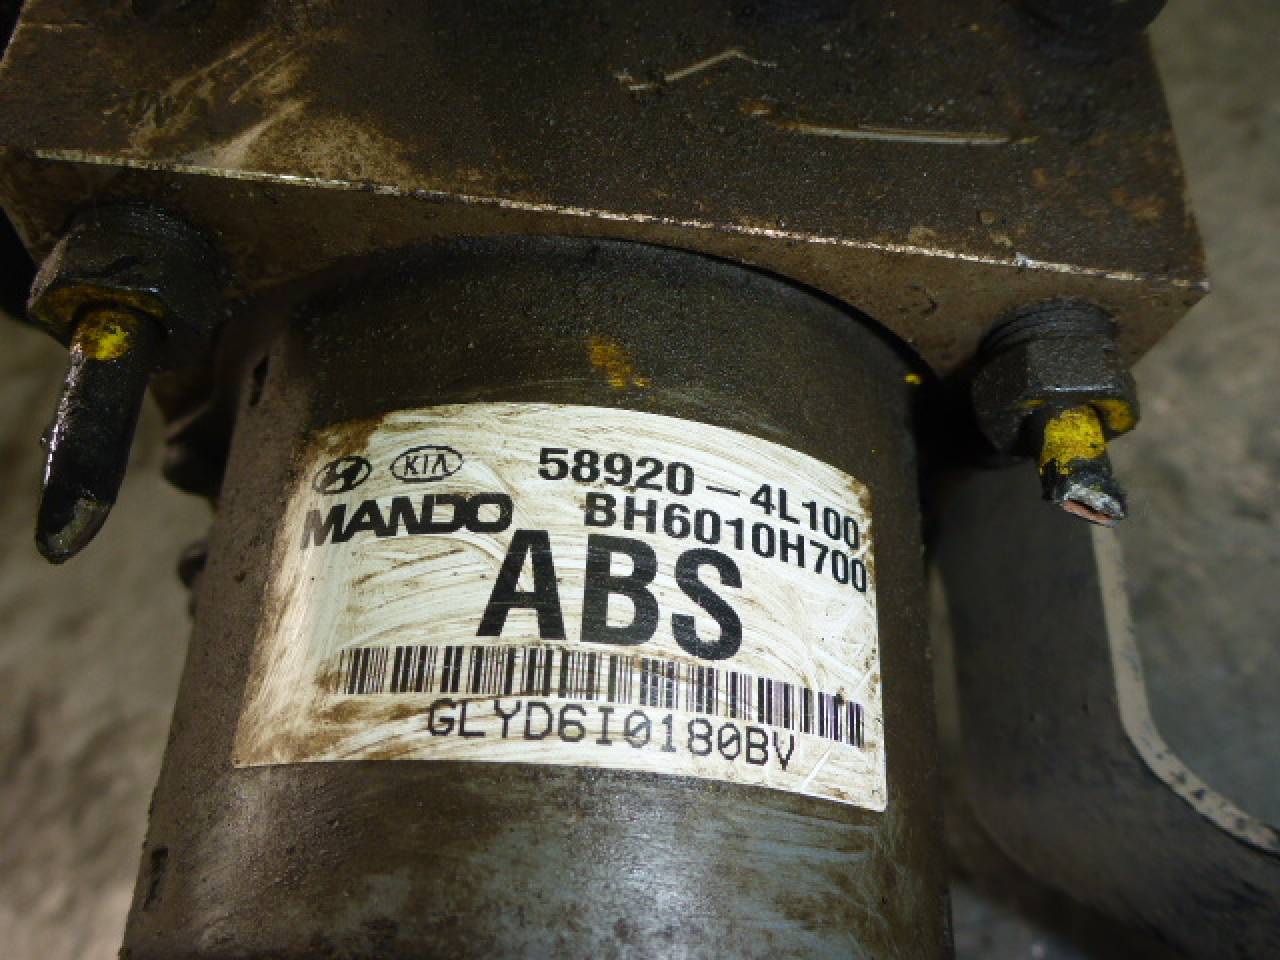 KIA 58920-4L100
MANDO BH6010H700
ABS
GLYD6I0180BV